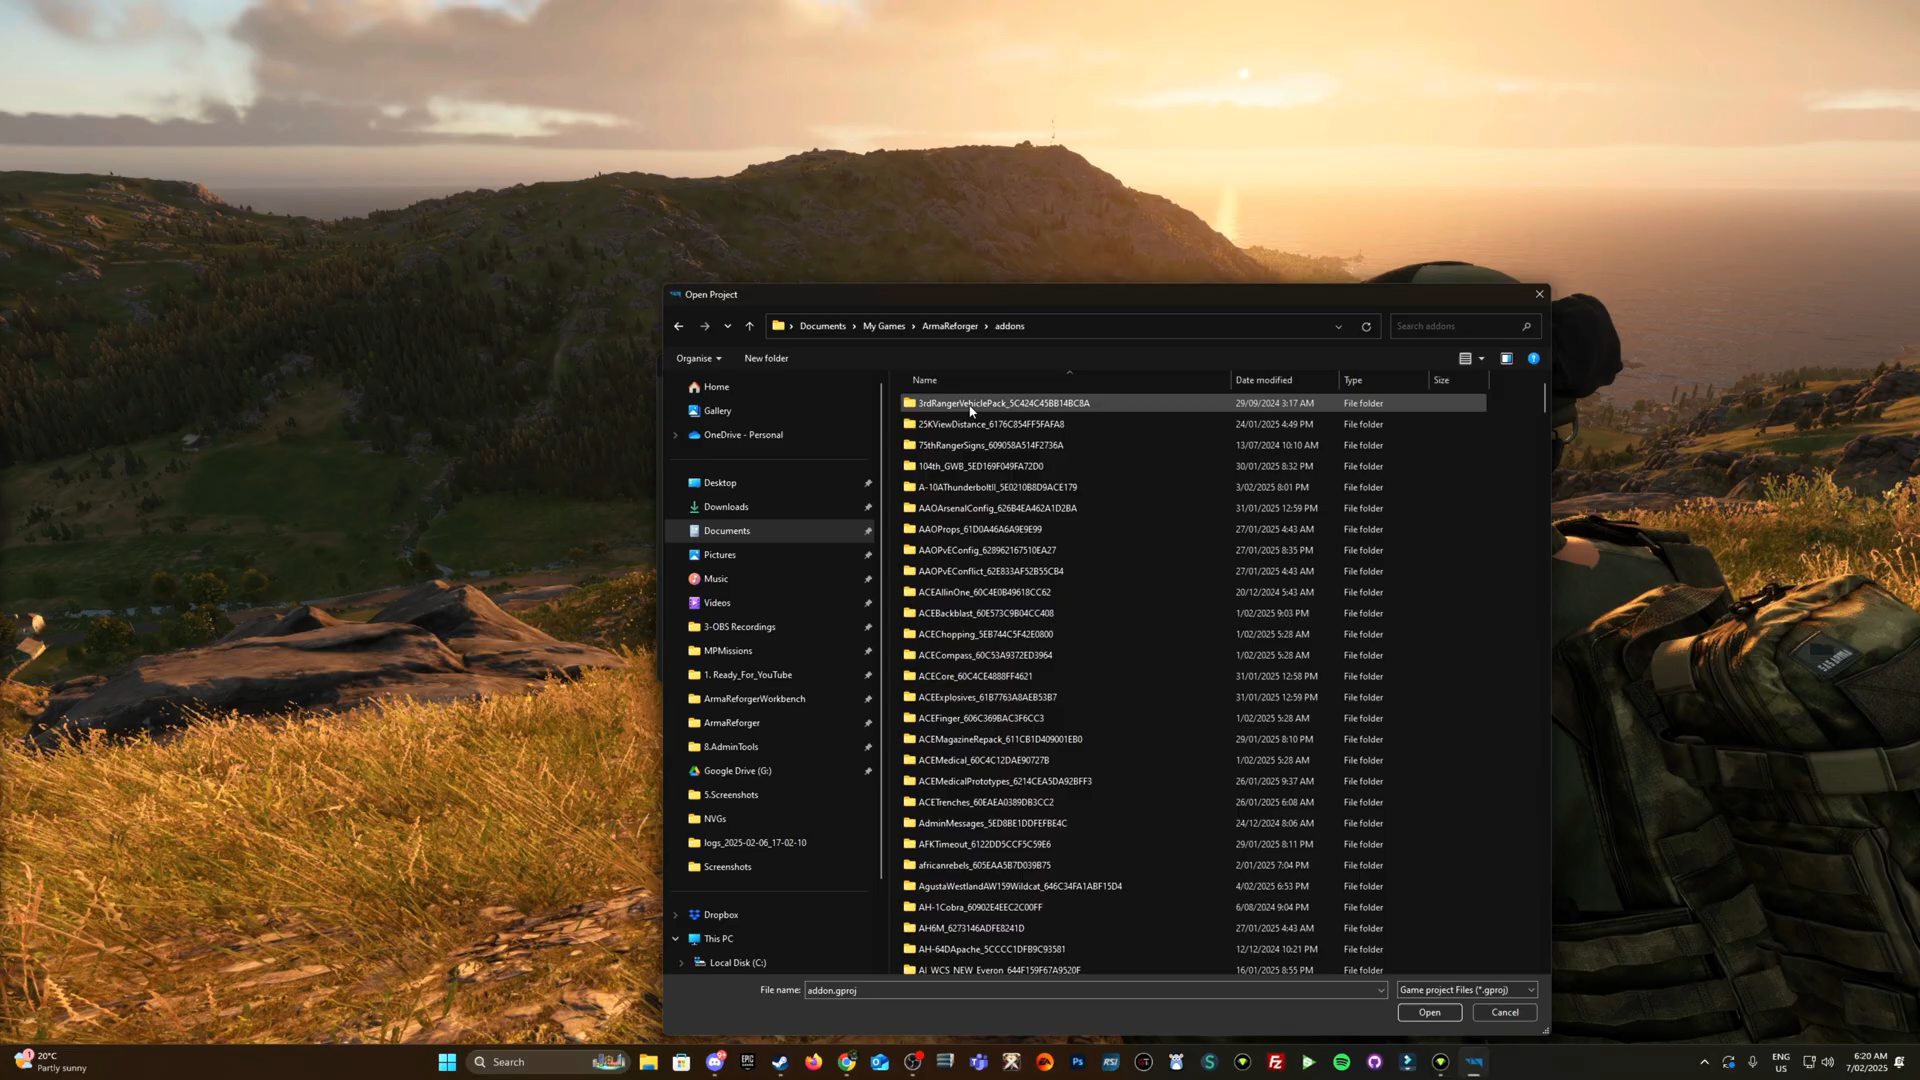 Open Project
Documents > My Games > ArmaReforger > addons
Search addons
Organise
New folder
Name
Date modified
Type
Size
Home
Gallery
OneDrive - Personal
Desktop
Downloads
Documents
Pictures
Music
Videos
3-OBS Recordings
MPMissions
1. Ready_For_YouTube
ArmaReforgerWorkbench
ArmaReforger
8.AdminTools
Google Drive (G:)
5.Screenshots
NVGs
logs_2025-02-06_17-02-10
Screenshots
Dropbox
This PC
Local Disk (C:)
3rdRangerVehiclePack_5C424C45BB14BC8A 29/09/2024 3:17 AM File folder
25KViewDistance_6176C854FF5FAFA8 24/01/2025 4:49 PM File folder
75thRangerSigns_609058A514F2736A 13/07/2024 10:10 AM File folder
104th_GWB_5ED169F049FA72D0 30/01/2025 8:32 PM File folder
A-10AThunderboltII_5E0210B8D9ACE179 3/02/2025 8:01 PM File folder
AAOArsenalConfig_626B4EA462A1D2BA 31/01/2025 12:59 PM File folder
AAOProps_61D0A46A6A9E9E99 27/01/2025 4:43 AM File folder
AAOPvEConfig_628962167510EA27 27/01/2025 8:35 PM File folder
AAOPvEConflict_62E833AF52B55CB4 27/01/2025 4:43 AM File folder
ACEAllinOne_60C4E0B49618CC62 20/12/2024 5:43 AM File folder
ACEBackblast_60E573C9B04CC408 1/02/2025 9:03 PM File folder
ACEChopping_5EB744C5F42E0800 1/02/2025 5:28 AM File folder
ACECompass_60C53A9372ED3964 1/02/2025 5:28 AM File folder
ACECore_60C4CE4888FF4621 31/01/2025 12:58 PM File folder
ACEExplosives_61B7763A8AEB53B7 31/01/2025 12:59 PM File folder
ACEFinger_606C369BAC3F6CC3 1/02/2025 5:28 AM File folder
ACEMagazineRepack_611CB1D409001EB0 29/01/2025 8:10 PM File folder
ACEMedical_60C4C12DAE90727B 1/02/2025 5:28 AM File folder
ACEMedicalPrototypes_6214CEA5DA92BFF3 26/01/2025 9:37 AM File folder
ACETrenches_60EAEA0389DB3CC2 26/01/2025 6:08 AM File folder
AdminMessages_5ED8BE1DDFEFBE4C 24/12/2024 8:06 AM File folder
AFKTimeout_6122DD5CCF5C59E6 29/01/2025 8:11 PM File folder
africanrebels_605EAA5B7D039B75 2/01/2025 7:04 PM File folder
AgustaWestlandAW159Wildcat_646C34FA1ABF15D4 4/02/2025 6:53 PM File folder
AH-1Cobra_60902E4EEC2C00FF 6/08/2024 9:04 PM File folder
AH6M_6273146ADFE8241D 27/01/2025 4:43 AM File folder
AH-64DApache_5CCCC1DFB9C93581 12/12/2024 10:21 PM File folder
AI_WCS_NEW_Everon_644F159F67A9520F 16/01/2025 8:55 PM File folder
File name: addon.gproj
Game project Files (*.gproj)
Open
Cancel
SAS ARMA
1
20°C
Partly sunny
Search
EPIC
Ps
RSI
ENG
US
6:20 AM
7/02/2025